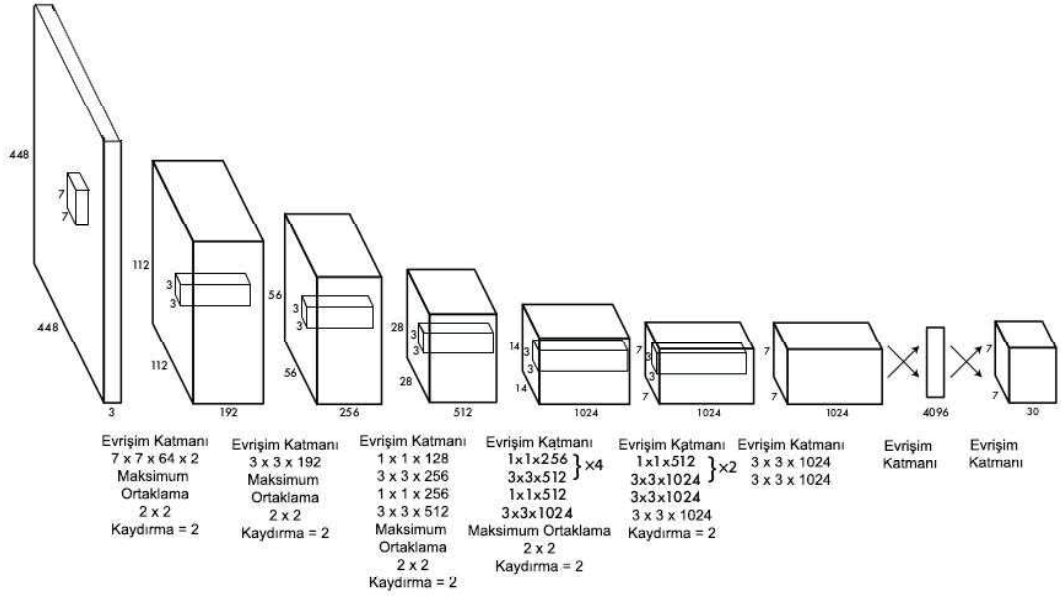 448
7
7
448
3
112
3
3
112
192
56
3
3
56
256
28
3
3
28
512
14
3
3
14
1024
7
3
3
7
1024
7
7
1024
4096
7
7
30
Evrişim Katmanı
7 x 7 x 64 x 2
Maksimum
Ortaklama
2 x 2
Kaydırma = 2
Evrişim Katmanı
3 x 3 x 192
Maksimum
Ortaklama
2 x 2
Kaydırma = 2
Evrişim Katmanı
1 x 1 x 128
3 x 3 x 256
1 x 1 x 256
3 x 3 x 512
Maksimum
Ortaklama
2 x 2
Kaydırma = 2
Evrişim Katmanı
1x1x256
3x3x512
}x4
1x1x512
3x3x1024
Maksimum Ortaklama
2 x 2
Kaydırma = 2
Evrişim Katmanı
1x1x512
3x3x1024
}x2
3x3x1024
3 x 3 x 1024
Kaydırma = 2
Evrişim Katmanı
3 x 3 x 1024
3 x 3 x 1024
Evrişim
Katmanı
Evrişim
Katmanı